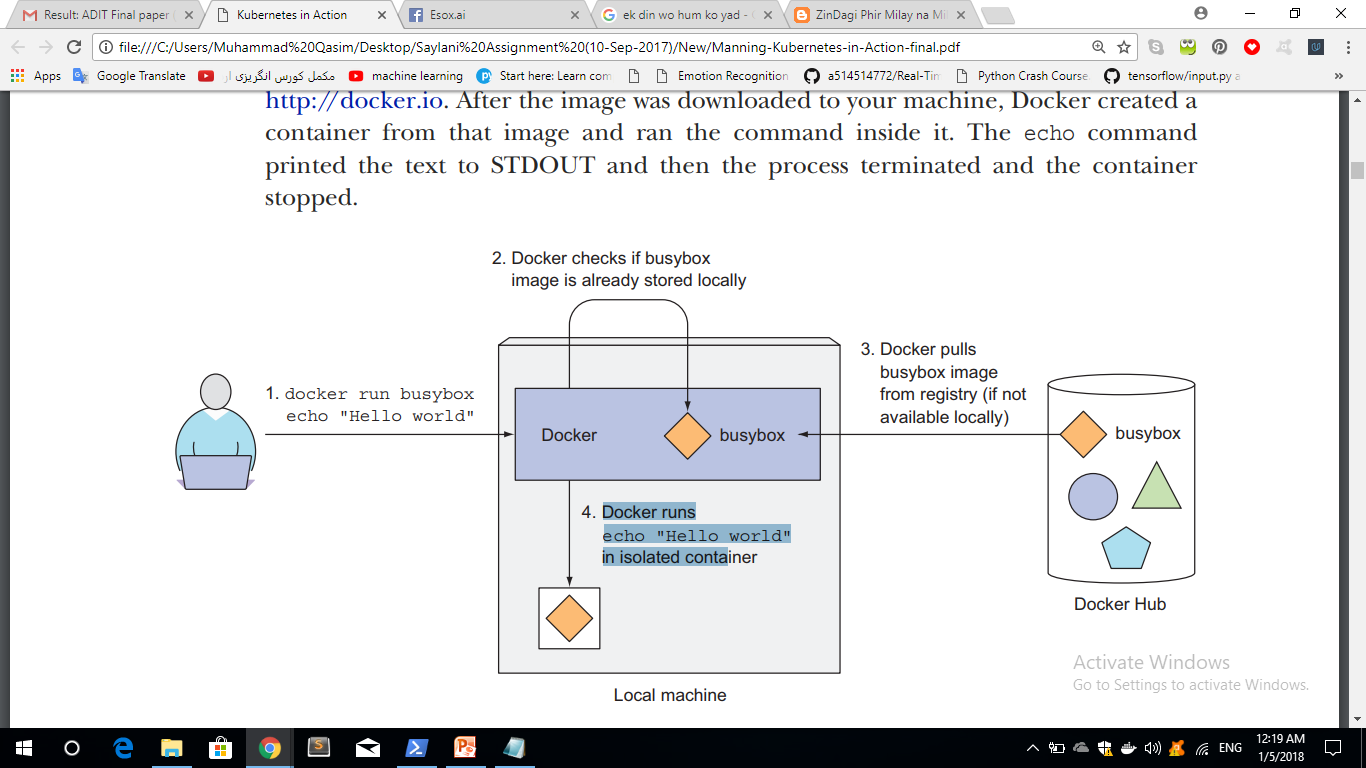 Result: ADIT Final paper
Kubernetes in Action
Esox.ai
ek din wo hum ko yad -
ZinDagi Phir Milay na Mi
file:///C:/Users/Muhammad%20Qasim/Desktop/Saylani%20Assignment%20(10-Sep-2017)/New/Manning-Kubernetes-in-Action-final.pdf
Apps
Google Translate
مکمل کورس انگریزی از
machine learning
Start here: Learn com
Emotion Recognition
a514514772/Real-Tim
Python Crash Course.
tensorflow/input.py a
http://docker.io. After the image was downloaded to your machine, Docker created a
container from that image and ran the command inside it. The echo command
printed the text to STDOUT and then the process terminated and the container
stopped.
2. Docker checks if busybox
image is already stored locally
3. Docker pulls
busybox image
from registry (if not
available locally)
1. docker run busybox
echo "Hello world"
Docker
busybox
busybox
4. Docker runs
echo "Hello world"
in isolated container
Docker Hub
Local machine
Activate Windows
Go to Settings to activate Windows.
ENG
12:19 AM
1/5/2018